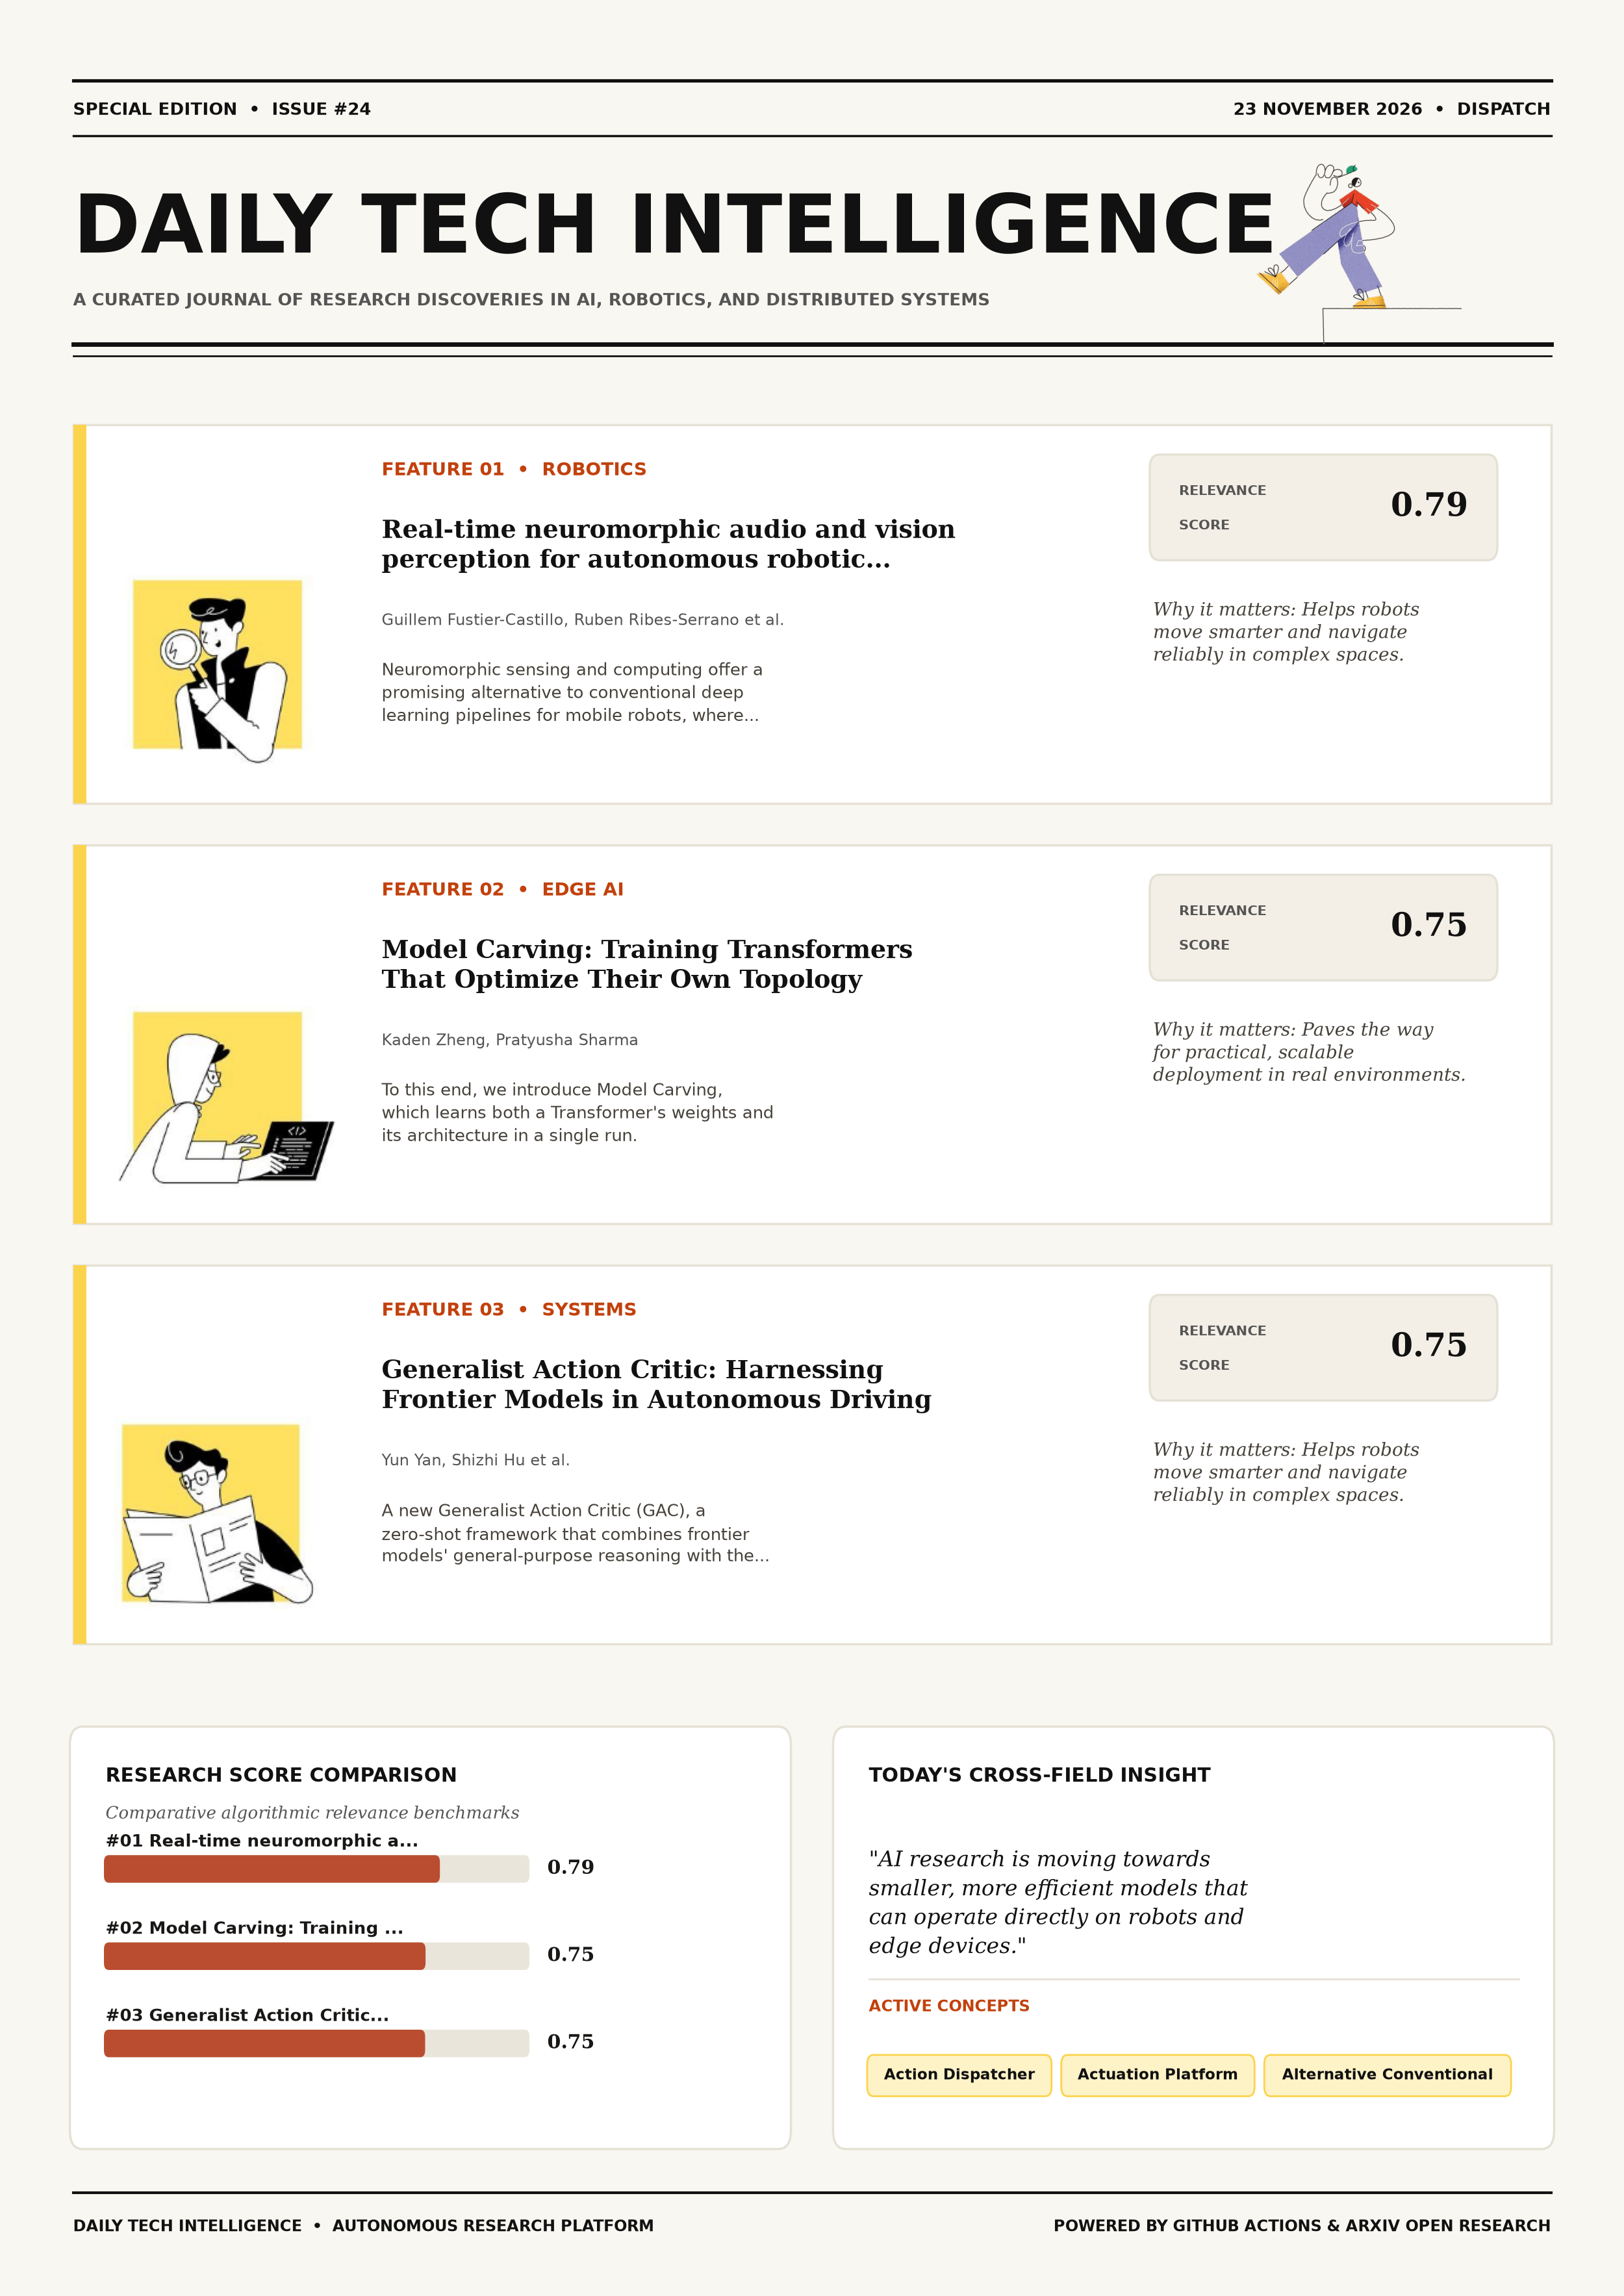 SPECIAL EDITION • ISSUE #24
23 NOVEMBER 2026 • DISPATCH
DAILY TECH INTELLIGENCE
A CURATED JOURNAL OF RESEARCH DISCOVERIES IN AI, ROBOTICS, AND DISTRIBUTED SYSTEMS
FEATURE 01 • ROBOTICS
Real-time neuromorphic audio and vision
perception for autonomous robotic...
Guillem Fustier-Castillo, Ruben Ribes-Serrano et al.
Neuromorphic sensing and computing offer a
promising alternative to conventional deep
learning pipelines for mobile robots, where...
RELEVANCE
SCORE
0.79
Why it matters: Helps robots
move smarter and navigate
reliably in complex spaces.
FEATURE 02 • EDGE AI
Model Carving: Training Transformers
That Optimize Their Own Topology
Kaden Zheng, Pratyusha Sharma
To this end, we introduce Model Carving,
which learns both a Transformer's weights and
its architecture in a single run.
RELEVANCE
SCORE
0.75
Why it matters: Paves the way
for practical, scalable
deployment in real environments.
</>
FEATURE 03 • SYSTEMS
Generalist Action Critic: Harnessing
Frontier Models in Autonomous Driving
Yun Yan, Shizhi Hu et al.
A new Generalist Action Critic (GAC), a
zero-shot framework that combines frontier
models' general-purpose reasoning with the...
RELEVANCE
SCORE
0.75
Why it matters: Helps robots
move smarter and navigate
reliably in complex spaces.
RESEARCH SCORE COMPARISON
Comparative algorithmic relevance benchmarks
#01 Real-time neuromorphic a...
0.79
#02 Model Carving: Training ...
0.75
#03 Generalist Action Critic...
0.75
TODAY'S CROSS-FIELD INSIGHT
"AI research is moving towards
smaller, more efficient models that
can operate directly on robots and
edge devices."
ACTIVE CONCEPTS
Action Dispatcher
Actuation Platform
Alternative Conventional
DAILY TECH INTELLIGENCE • AUTONOMOUS RESEARCH PLATFORM
POWERED BY GITHUB ACTIONS & ARXIV OPEN RESEARCH